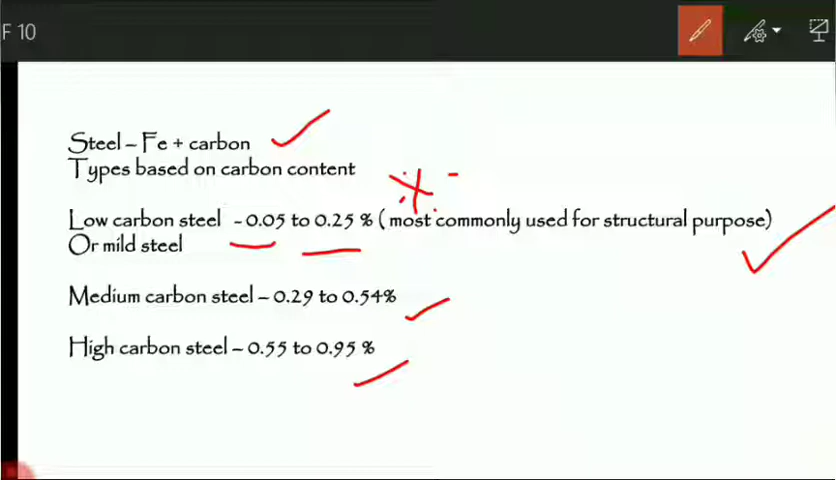 F 10
Steel – Fe + carbon
Types based on carbon content
Low carbon steel - 0.05 to 0.25 % ( most commonly used for structural purpose)
Or mild steel
Medium carbon steel – 0.29 to 0.54%
High carbon steel – 0.55 to 0.95 %